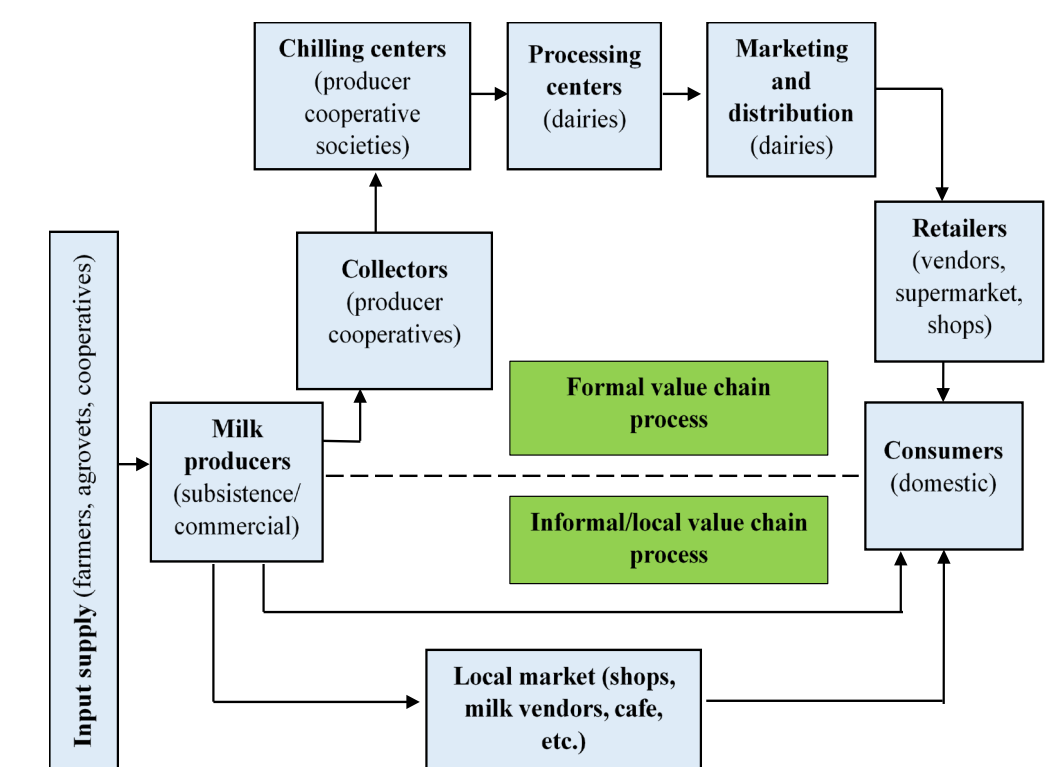 Chilling centers
(producer
cooperative
societies)
Processing
centers
(dairies)
Marketing
and
distribution
(dairies)
Retailers
(vendors,
supermarket,
shops)
Collectors
(producer
cooperatives)
Input supply (farmers, agrovets, cooperatives)
Milk
producers
(subsistence/
commercial)
Formal value chain
process
Consumers
(domestic)
Informal/local value chain
process
Local market (shops,
milk vendors, cafe,
etc.)